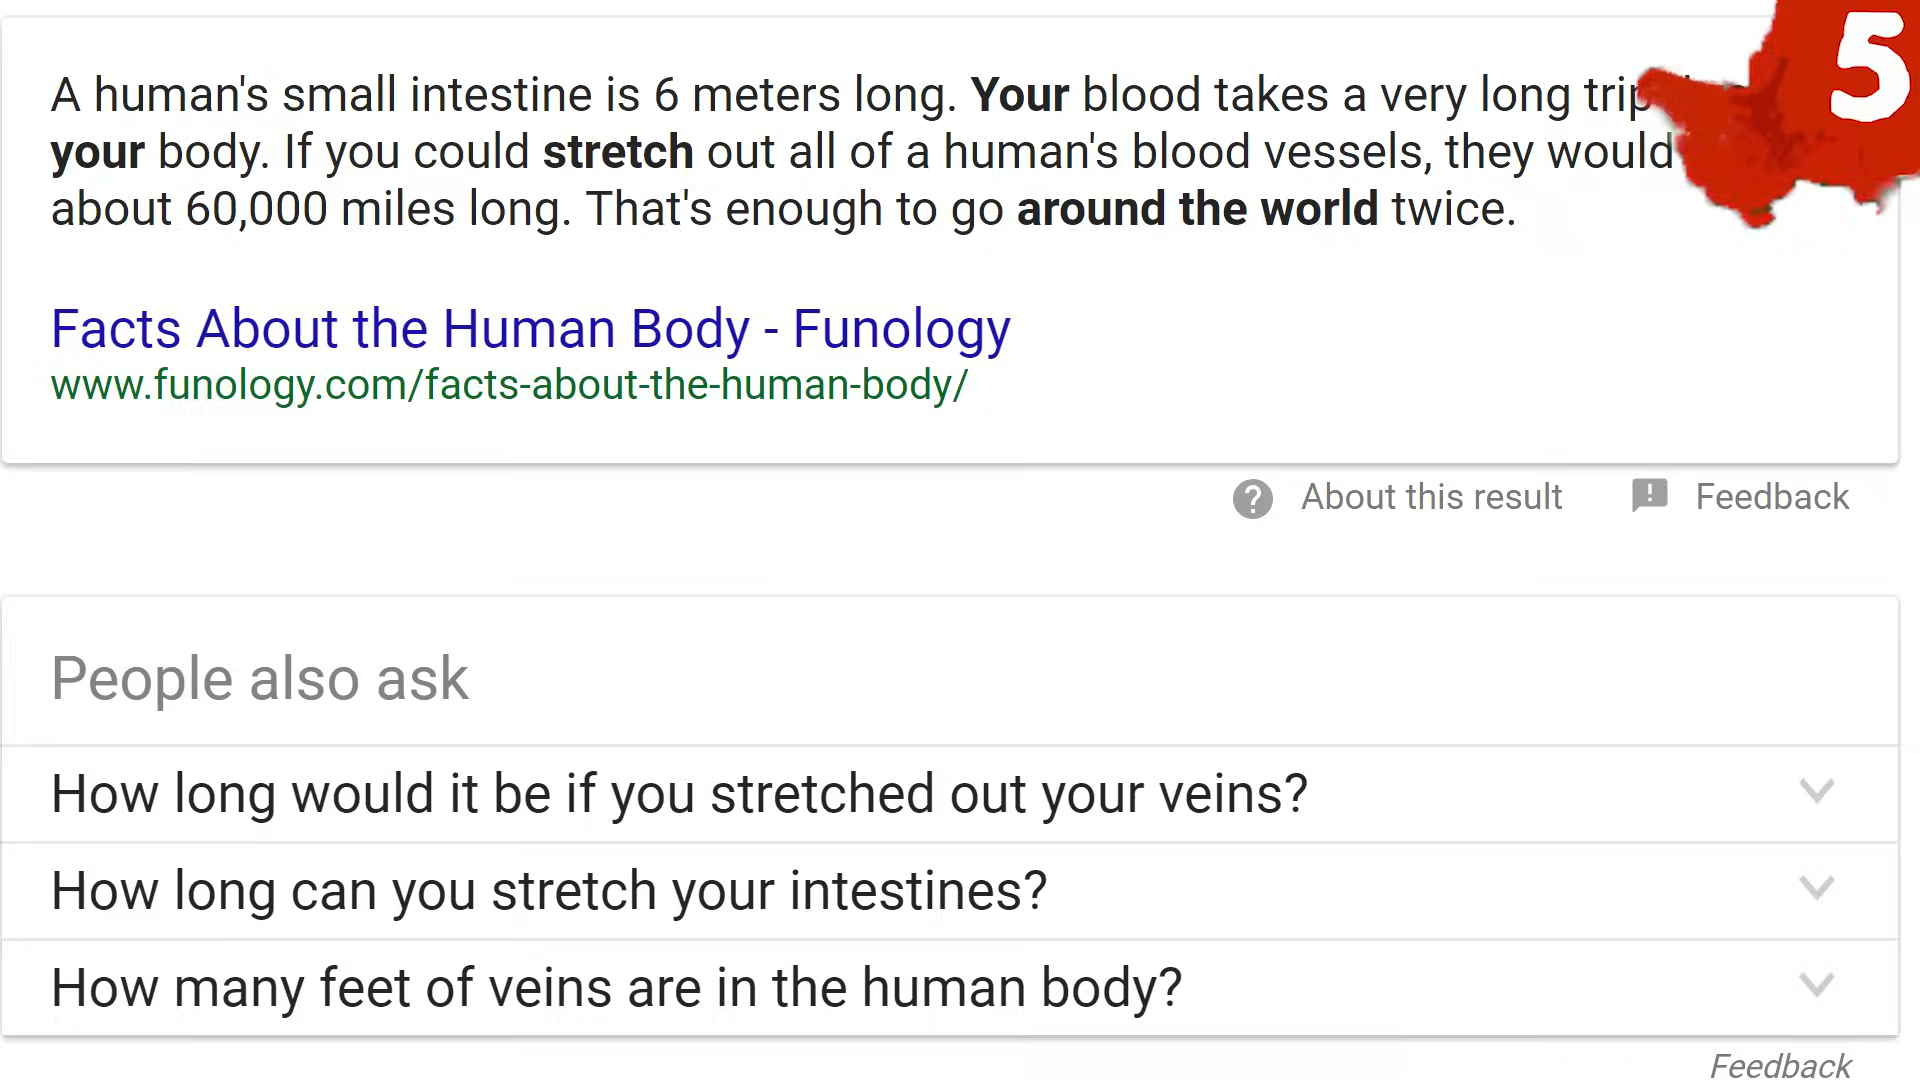 A human's small intestine is 6 meters long. Your blood takes a very long trip
your body. If you could stretch out all of a human's blood vessels, they would
about 60,000 miles long. That's enough to go around the world twice.
5
Facts About the Human Body - Funology
www.funology.com/facts-about-the-human-body/
About this result Feedback
People also ask
How long would it be if you stretched out your veins?
How long can you stretch your intestines?
How many feet of veins are in the human body?
Feedback